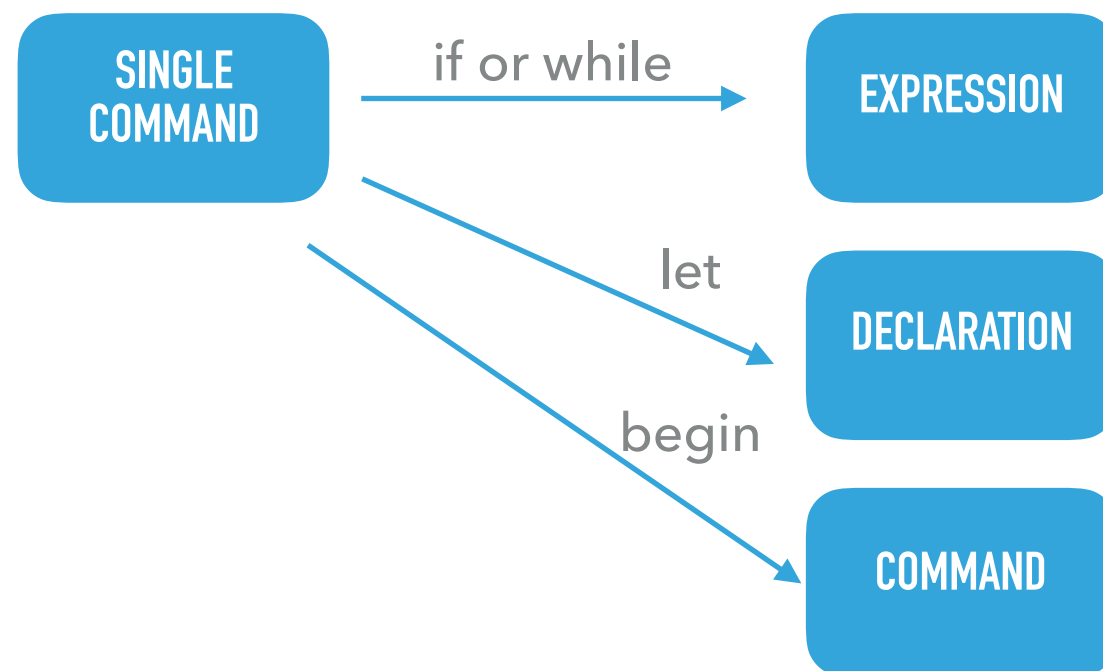 SINGLE
COMMAND
if or while
EXPRESSION
let
DECLARATION
begin
COMMAND